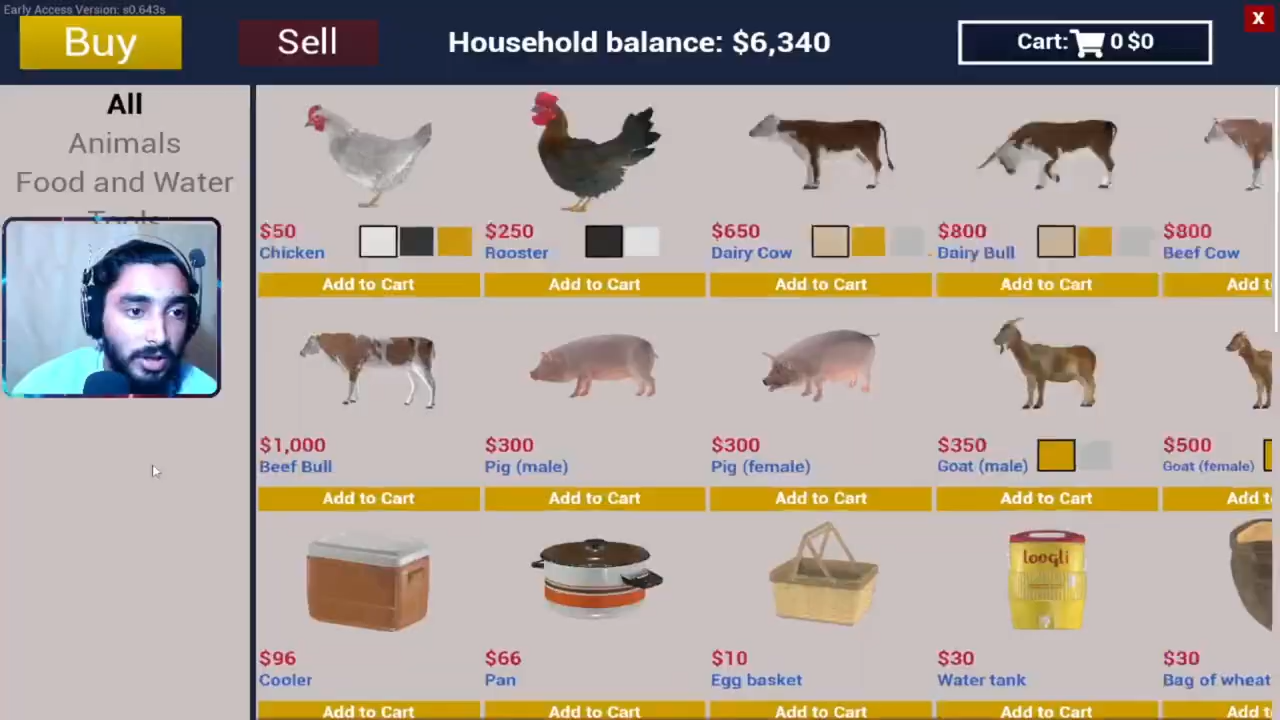 Early Access Version: s0.643s
Buy
Sell
Household balance: $6,340
Cart: 0 $0
X
All
Animals
Food and Water
Tools
$50
Chicken
Add to Cart
$250
Rooster
Add to Cart
$650
Dairy Cow
Add to Cart
$800
Dairy Bull
Add to Cart
$800
Beef Cow
Add t
$1,000
Beef Bull
Add to Cart
$300
Pig (male)
Add to Cart
$300
Pig (female)
Add to Cart
$350
Goat (male)
Add to Cart
$500
Goat (female)
Add t
$96
Cooler
Add to Cart
$66
Pan
Add to Cart
$10
Egg basket
Add to Cart
loogli
$30
Water tank
Add to Cart
$30
Bag of wheat
Add t